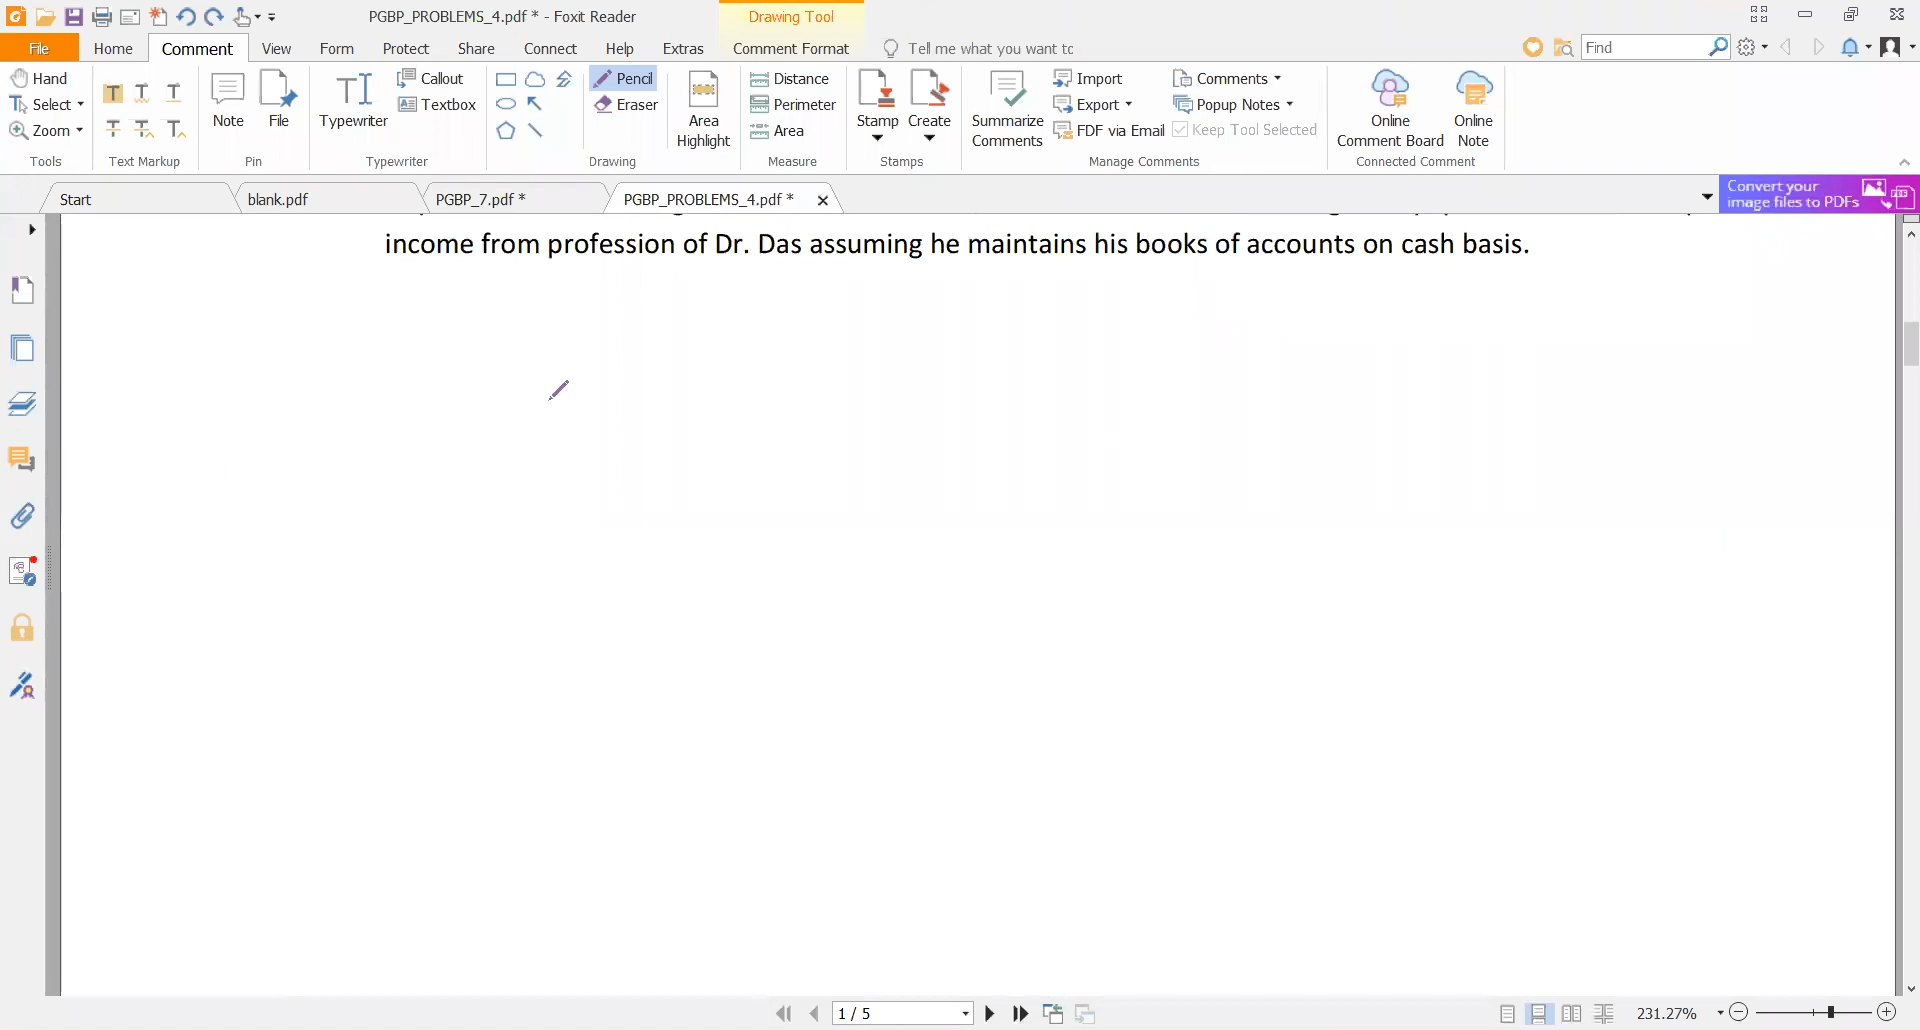 PGBP_PROBLEMS_4.pdf * - Foxit Reader
Drawing Tool
File Home Comment View Form Protect Share Connect Help Extras Comment Format Tell me what you want to
Find
Hand
Select
Zoom
Tools
Text Markup
Note
File
Pin
Typewriter
Callout
Textbox
Typewriter
Pencil
Eraser
Drawing
Area
Highlight
Distance
Perimeter
Area
Measure
Stamp
Create
Stamps
Summarize
Comments
Import
Export
FDF via Email
Comments
Popup Notes
Keep Tool Selected
Manage Comments
Online
Comment Board
Online
Note
Connected Comment
Start
blank.pdf
PGBP_7.pdf *
PGBP_PROBLEMS_4.pdf *
Convert your
image files to PDFs
income from profession of Dr. Das assuming he maintains his books of accounts on cash basis.
1 / 5
231.27%